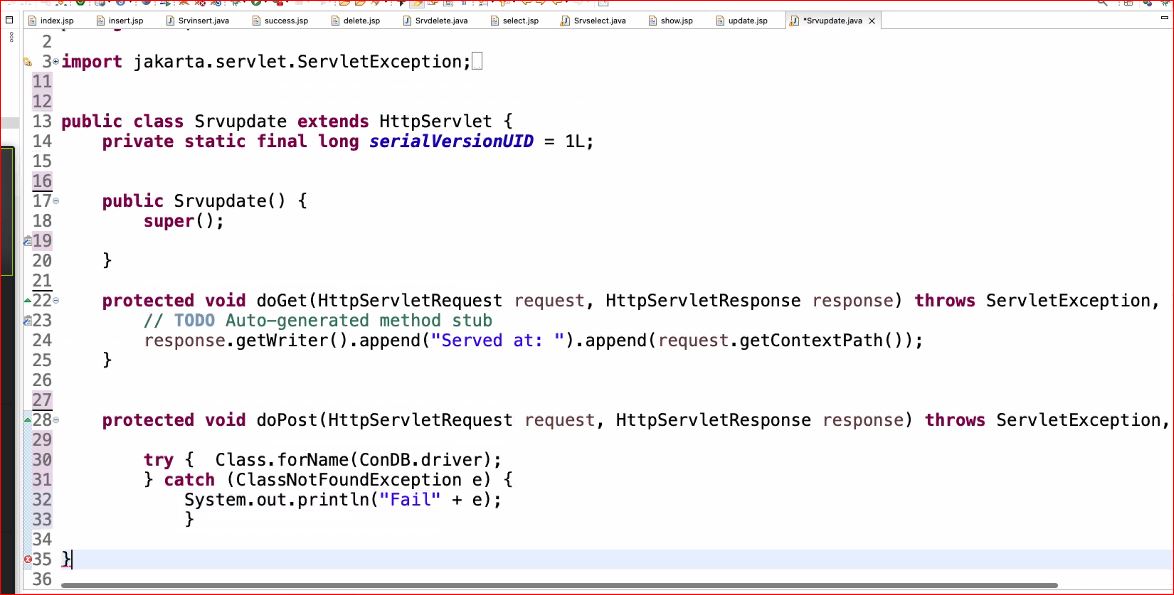 index.jsp insert.jsp Srvinsert.java success.jsp delete.jsp Srvdelete.java select.jsp Srvselect.java show.jsp update.jsp *Srvupdate.java
2
3 import jakarta.servlet.ServletException;
11
12
13 public class Srvupdate extends HttpServlet {
14 private static final long serialVersionUID = 1L;
15
16
17 public Srvupdate() {
18 super();
19
20 }
21
22 protected void doGet(HttpServletRequest request, HttpServletResponse response) throws ServletException,
23 // TODO Auto-generated method stub
24 response.getWriter().append("Served at: ").append(request.getContextPath());
25 }
26
27
28 protected void doPost(HttpServletRequest request, HttpServletResponse response) throws ServletException,
29
30 try { Class.forName(ConDB.driver);
31 } catch (ClassNotFoundException e) {
32 System.out.println("Fail" + e);
33 }
34
35 }
36